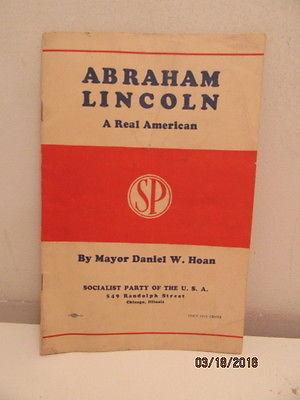 ABRAHAM
LINCOLN
A Real American
SP
By Mayor Daniel W. Hoan
SOCIALIST PARTY OF THE U. S. A.
549 Randolph Street
Chicago, Illinois
03/18/2016